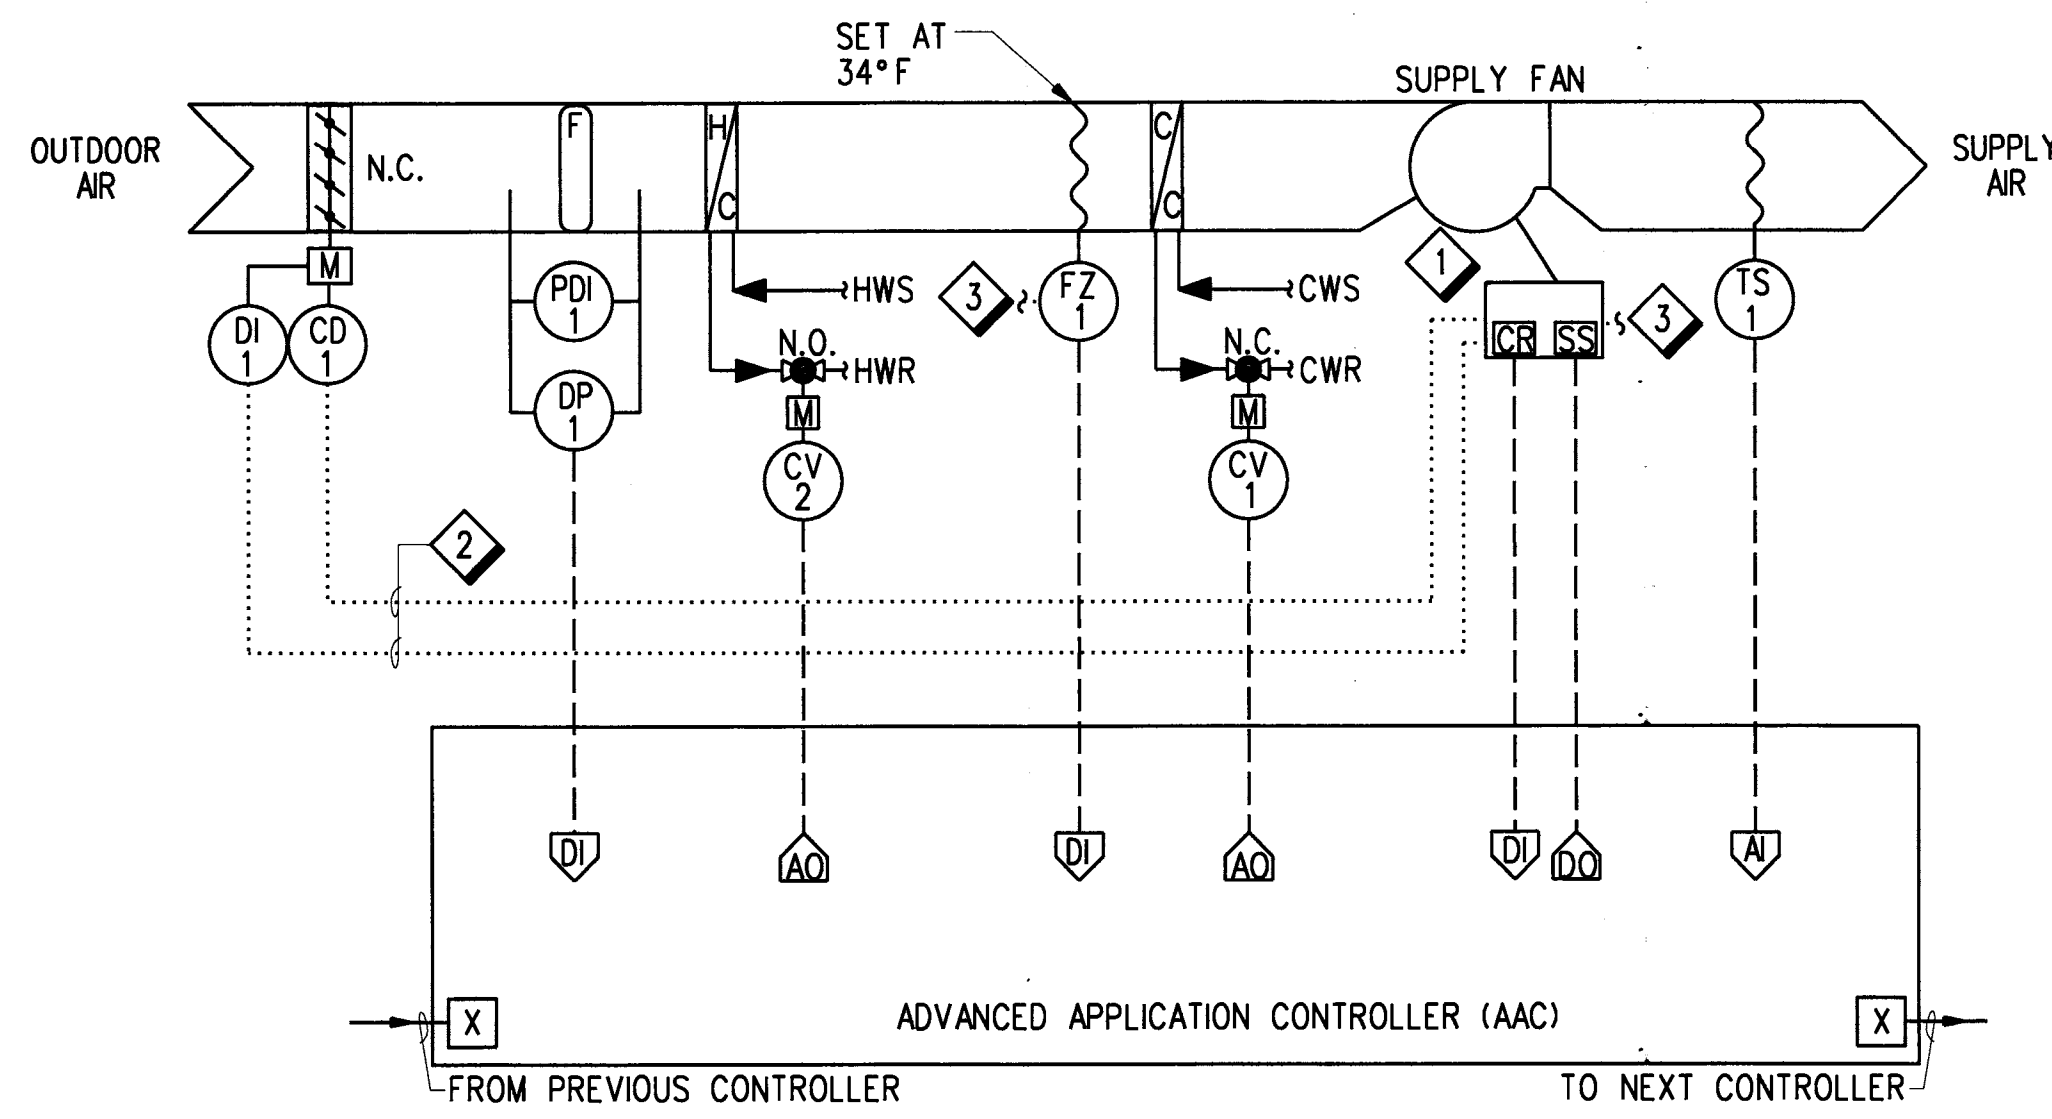 SET AT
34°F
SUPPLY FAN
OUTDOOR
AIR
N.C.
F
H
C
C
C
SUPPLY
AIR
M
1
PDI
1
HWS
3
FZ
1
CWS
CR
SS
3
TS
1
DI
1
CD
1
N.O.
HWR
N.C.
CWR
DP
1
M
M
CV
2
CV
1
2
DI
AO
DI
AO
DI
DO
AI
X
ADVANCED APPLICATION CONTROLLER (AAC)
X
FROM PREVIOUS CONTROLLER
TO NEXT CONTROLLER